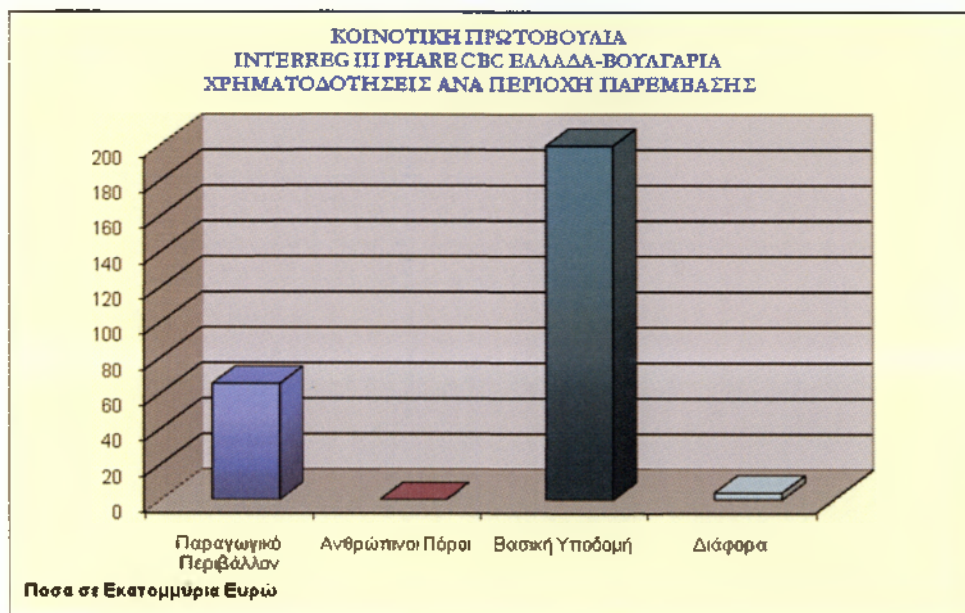 ΚΟΙΝΟΤΙΚΗ ΠΡΩΤΟΒΟΥΛΙΑ
INTERREG III PHARE CBC ΕΛΛΑΔΑ-ΒΟΥΛΓΑΡΙΑ
ΧΡΗΜΑΤΟΔΟΤΗΣΕΙΣ ΑΝΑ ΠΕΡΙΟΧΗ ΠΑΡΕΜΒΑΣΗΣ
200
180
160
140
120
100
80
60
40
20
0
Παραγωγικό Περιβάλλον
Ανθρώπινοι Πόροι
Βασική Υποδομή
Διάφορα
Ποσα σε Εκατομμύρια Ευρώ